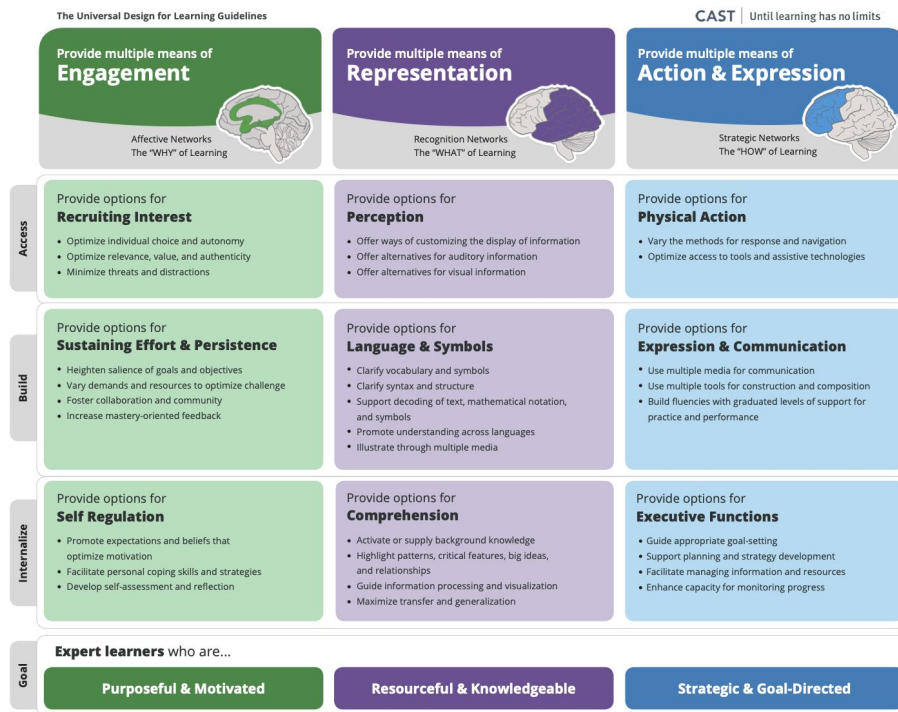 The Universal Design for Learning Guidelines
CAST | Until learning has no limits
Provide multiple means of
Engagement
Affective Networks
The “WHY” of Learning
Provide multiple means of
Representation
Recognition Networks
The “WHAT” of Learning
Provide multiple means of
Action & Expression
Strategic Networks
The “HOW” of Learning
Access
Provide options for
Recruiting Interest
• Optimize individual choice and autonomy
• Optimize relevance, value, and authenticity
• Minimize threats and distractions
Provide options for
Perception
• Offer ways of customizing the display of information
• Offer alternatives for auditory information
• Offer alternatives for visual information
Provide options for
Physical Action
• Vary the methods for response and navigation
• Optimize access to tools and assistive technologies
Build
Provide options for
Sustaining Effort & Persistence
• Heighten salience of goals and objectives
• Vary demands and resources to optimize challenge
• Foster collaboration and community
• Increase mastery-oriented feedback
Provide options for
Language & Symbols
• Clarify vocabulary and symbols
• Clarify syntax and structure
• Support decoding of text, mathematical notation,
and symbols
• Promote understanding across languages
• Illustrate through multiple media
Provide options for
Expression & Communication
• Use multiple media for communication
• Use multiple tools for construction and composition
• Build fluencies with graduated levels of support for
practice and performance
Internalize
Provide options for
Self Regulation
• Promote expectations and beliefs that
optimize motivation
• Facilitate personal coping skills and strategies
• Develop self-assessment and reflection
Provide options for
Comprehension
• Activate or supply background knowledge
• Highlight patterns, critical features, big ideas,
and relationships
• Guide information processing and visualization
• Maximize transfer and generalization
Provide options for
Executive Functions
• Guide appropriate goal-setting
• Support planning and strategy development
• Facilitate managing information and resources
• Enhance capacity for monitoring progress
Goal
Expert learners who are...
Purposeful & Motivated
Resourceful & Knowledgeable
Strategic & Goal-Directed